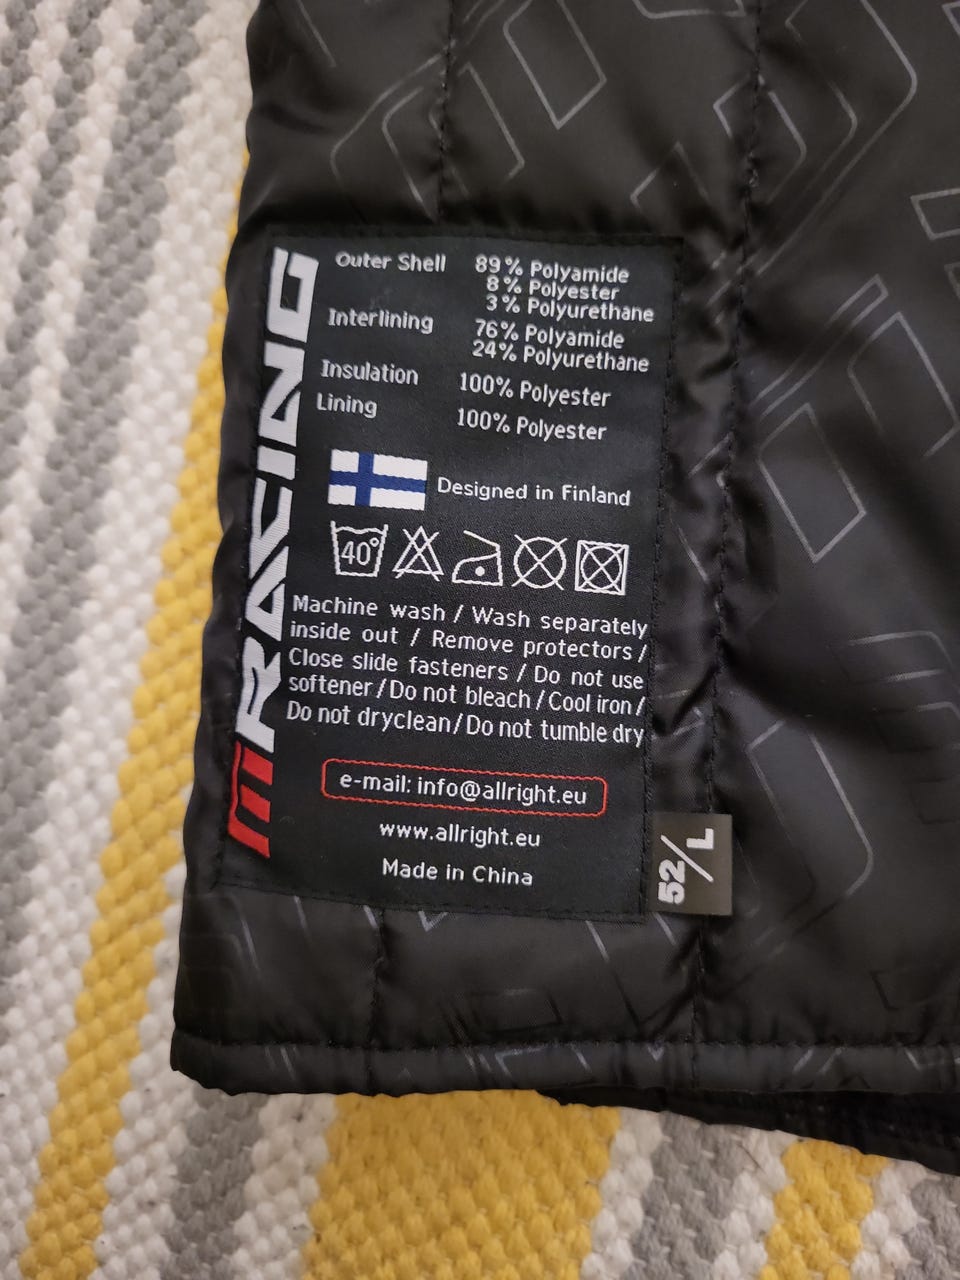 mRACING
Outer Shell 89% Polyamide
8% Polyester
3% Polyurethane
Interlining 76% Polyamide
24% Polyurethane
Insulation 100% Polyester
Lining 100% Polyester
Designed in Finland
40°
Machine wash / Wash separately
inside out / Remove protectors /
Close slide fasteners / Do not use
softener / Do not bleach / Cool iron /
Do not dryclean / Do not tumble dry
e-mail: info@allright.eu
www.allright.eu
Made in China
52/L